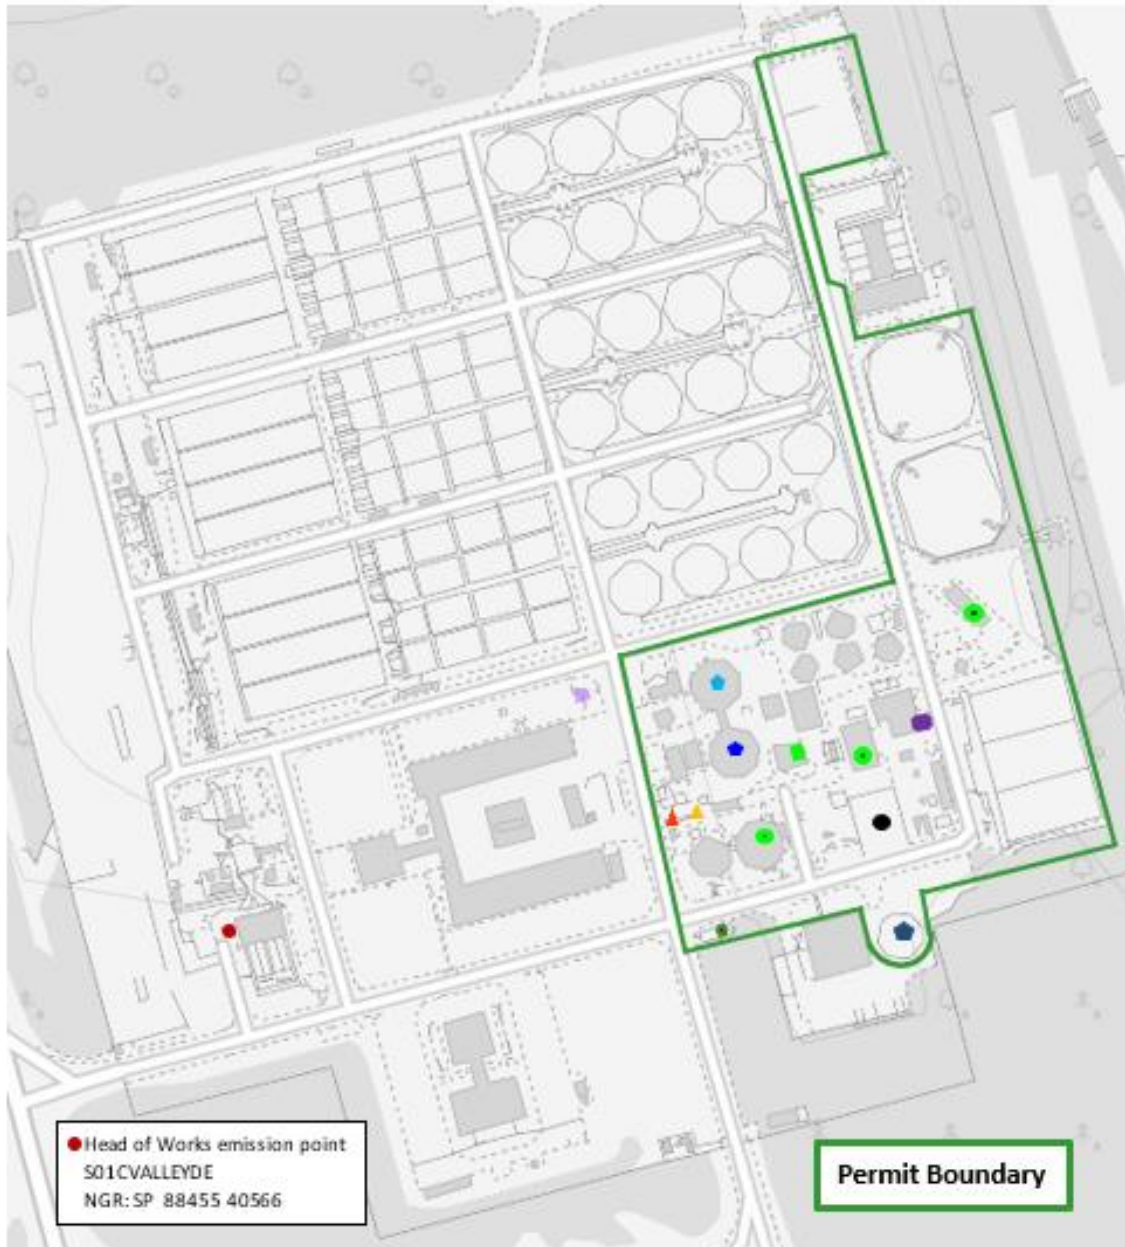 Head of Works emission point
S01CVALLEYDE
NGR: SP 88455 40566
Permit Boundary